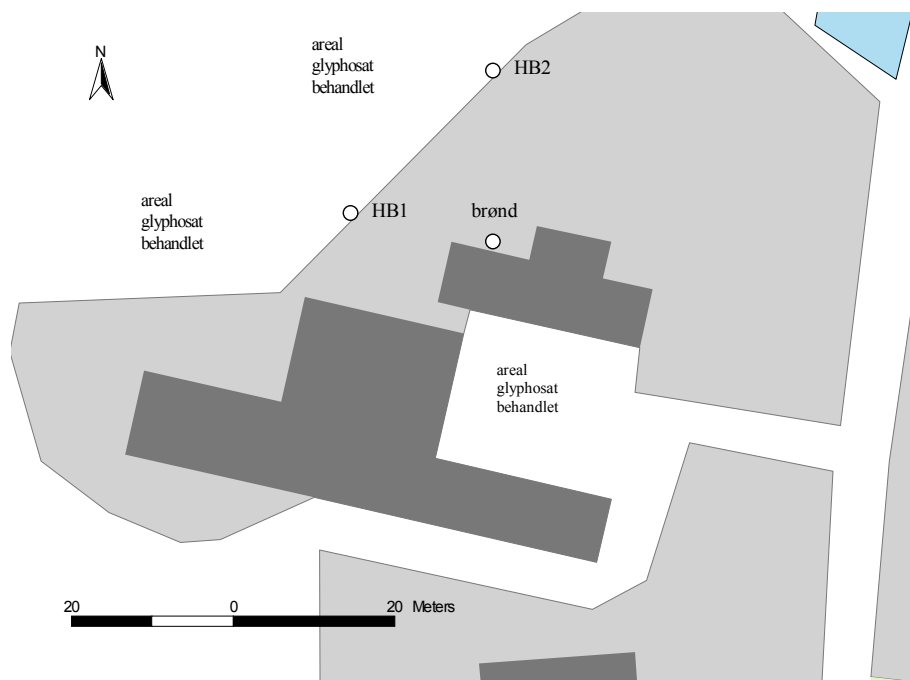 areal
glyphosat
behandlet
HB2
N
areal
glyphosat
behandlet
HB1
brønd
areal
glyphosat
behandlet
20 0 20 Meters